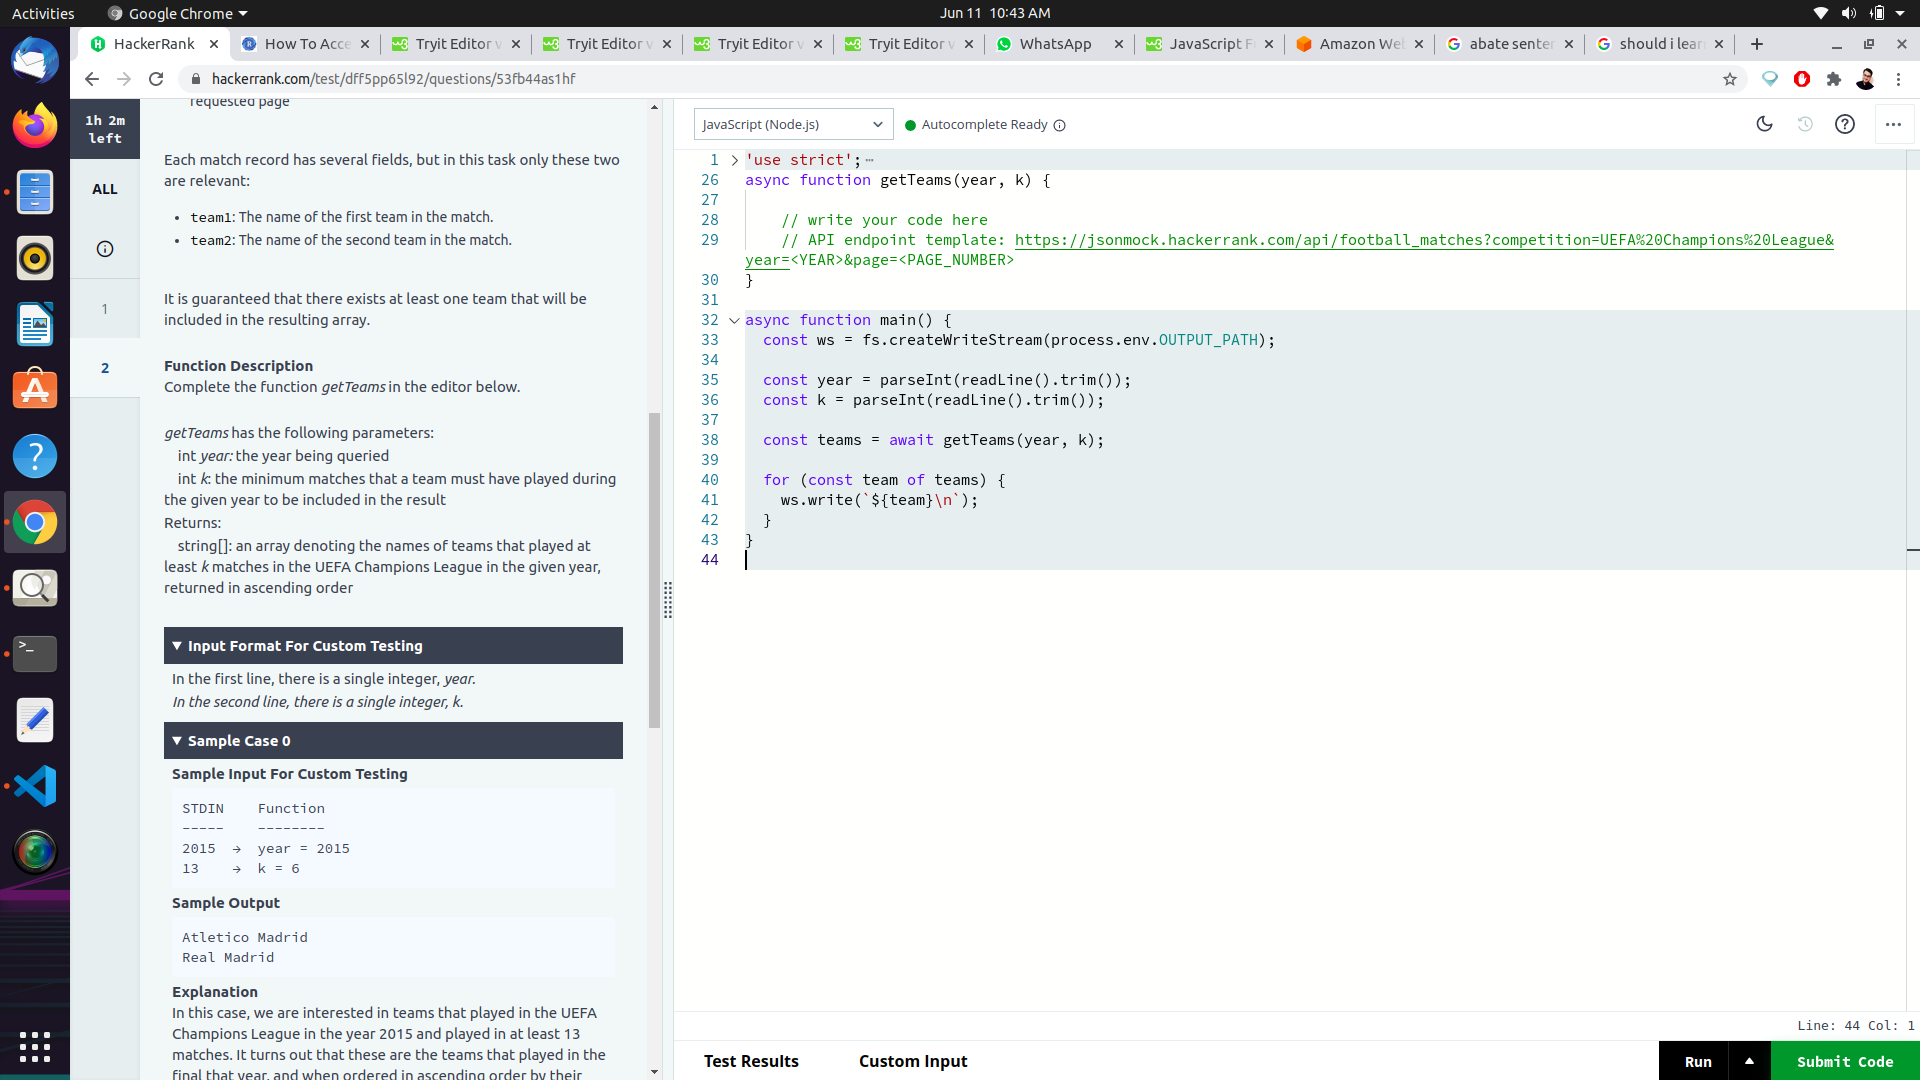 Activities
Google Chrome
Jun 11 10:43 AM
HackerRank
How To Acce
Tryit Editor v
Tryit Editor v
Tryit Editor v
Tryit Editor v
WhatsApp
JavaScript F
Amazon Web
abate senter
should i lear
hackerrank.com/test/dff5pp65l92/questions/53fb44as1hf
1h 2m
left
ALL
1
2
requested page
Each match record has several fields, but in this task only these two
are relevant:
• team1: The name of the first team in the match.
• team2: The name of the second team in the match.
It is guaranteed that there exists at least one team that will be
included in the resulting array.
Function Description
Complete the function getTeams in the editor below.
getTeams has the following parameters:
int year: the year being queried
int k: the minimum matches that a team must have played during
the given year to be included in the result
Returns:
string[]: an array denoting the names of teams that played at
least k matches in the UEFA Champions League in the given year,
returned in ascending order
Input Format For Custom Testing
In the first line, there is a single integer, year.
In the second line, there is a single integer, k.
Sample Case 0
Sample Input For Custom Testing
STDIN Function
----- --------
2015 → year = 2015
13 → k = 6
Sample Output
Atletico Madrid
Real Madrid
Explanation
In this case, we are interested in teams that played in the UEFA
Champions League in the year 2015 and played in at least 13
matches. It turns out that these are the teams that played in the
final that year, and when ordered in ascending order by their
JavaScript (Node.js)
Autocomplete Ready
1 'use strict';
26 async function getTeams(year, k) {
27
28 // write your code here
29 // API endpoint template: https://jsonmock.hackerrank.com/api/football_matches?competition=UEFA%20Champions%20League&
year=<YEAR>&page=<PAGE_NUMBER>
30 }
31
32 async function main() {
33 const ws = fs.createWriteStream(process.env.OUTPUT_PATH);
34
35 const year = parseInt(readLine().trim());
36 const k = parseInt(readLine().trim());
37
38 const teams = await getTeams(year, k);
39
40 for (const team of teams) {
41 ws.write(`${team}\n`);
42 }
43 }
44
Line: 44 Col: 1
Test Results
Custom Input
Run
Submit Code